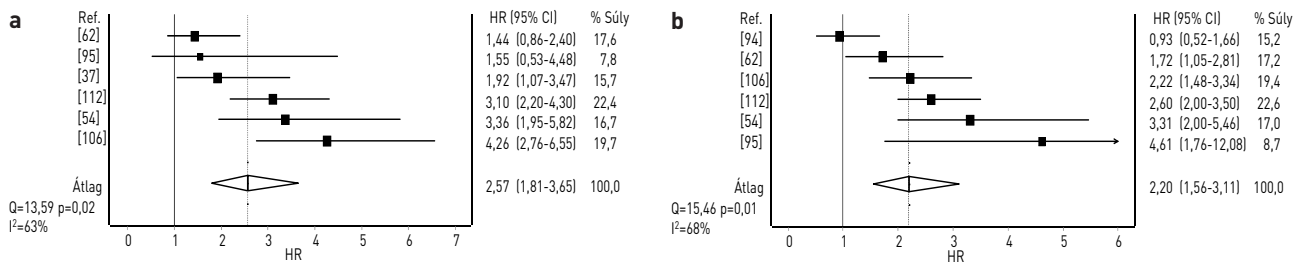 a
Ref. HR (95% CI) % Súly
[62] 1,44 (0,86-2,40) 17,6
[95] 1,55 (0,53-4,48) 7,8
[37] 1,92 (1,07-3,47) 15,7
[112] 3,10 (2,20-4,30) 22,4
[54] 3,36 (1,95-5,82) 16,7
[106] 4,26 (2,76-6,55) 19,7
Átlag 2,57 (1,81-3,65) 100,0
Q=13,59 p=0,02
I²=63%
0 1 2 3 4 5 6 7
HR
b
Ref. HR (95% CI) % Súly
[94] 0,93 (0,52-1,66) 15,2
[62] 1,72 (1,05-2,81) 17,2
[106] 2,22 (1,48-3,34) 19,4
[112] 2,60 (2,00-3,50) 22,6
[54] 3,31 (2,00-5,46) 17,0
[95] 4,61 (1,76-12,08) 8,7
Átlag 2,20 (1,56-3,11) 100,0
Q=15,46 p=0,01
I²=68%
0 1 2 3 4 5 6
HR